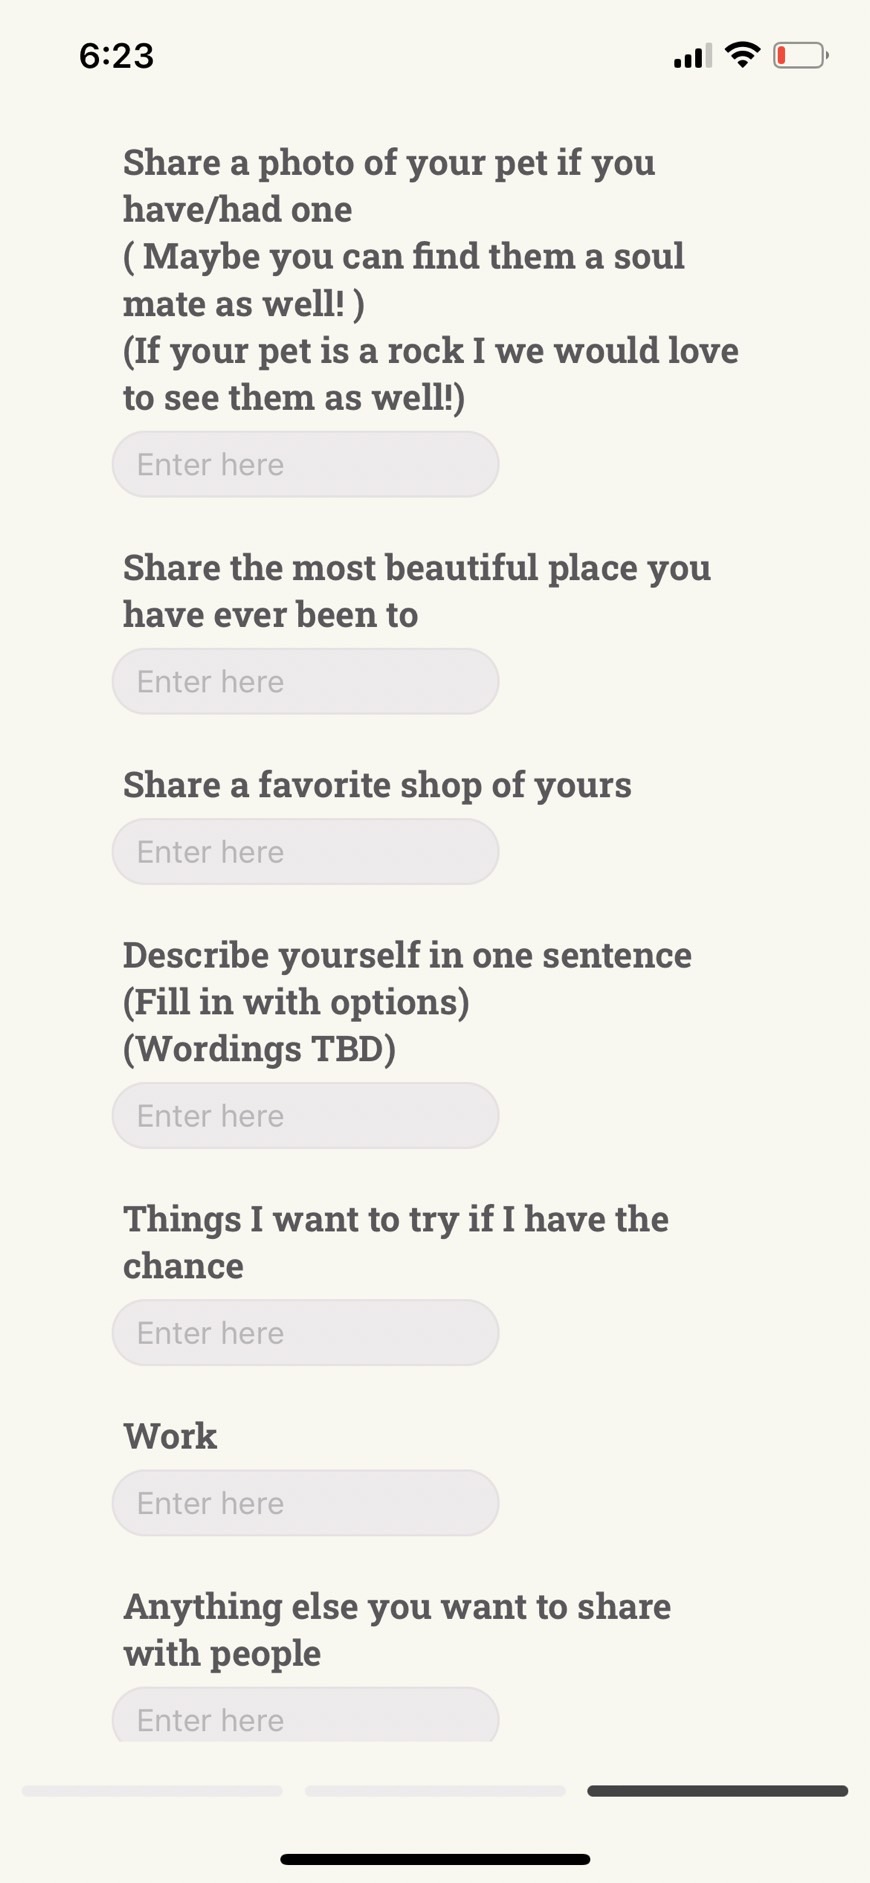 6:23
Share a photo of your pet if you
have/had one
( Maybe you can find them a soul
mate as well! )
(If your pet is a rock I we would love
to see them as well!)
Enter here
Share the most beautiful place you
have ever been to
Enter here
Share a favorite shop of yours
Enter here
Describe yourself in one sentence
(Fill in with options)
(Wordings TBD)
Enter here
Things I want to try if I have the
chance
Enter here
Work
Enter here
Anything else you want to share
with people
Enter here